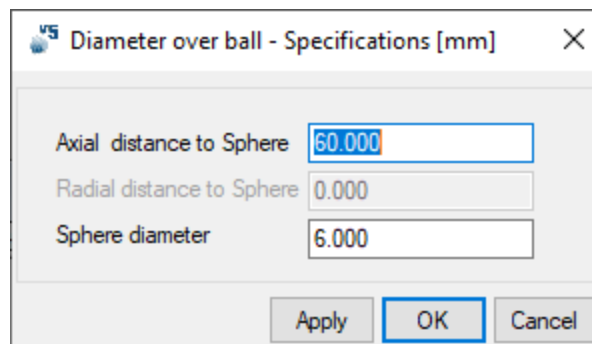 VS Diameter over ball - Specifications [mm]
Axial distance to Sphere 60.000
Radial distance to Sphere 0.000
Sphere diameter 6.000
Apply OK Cancel